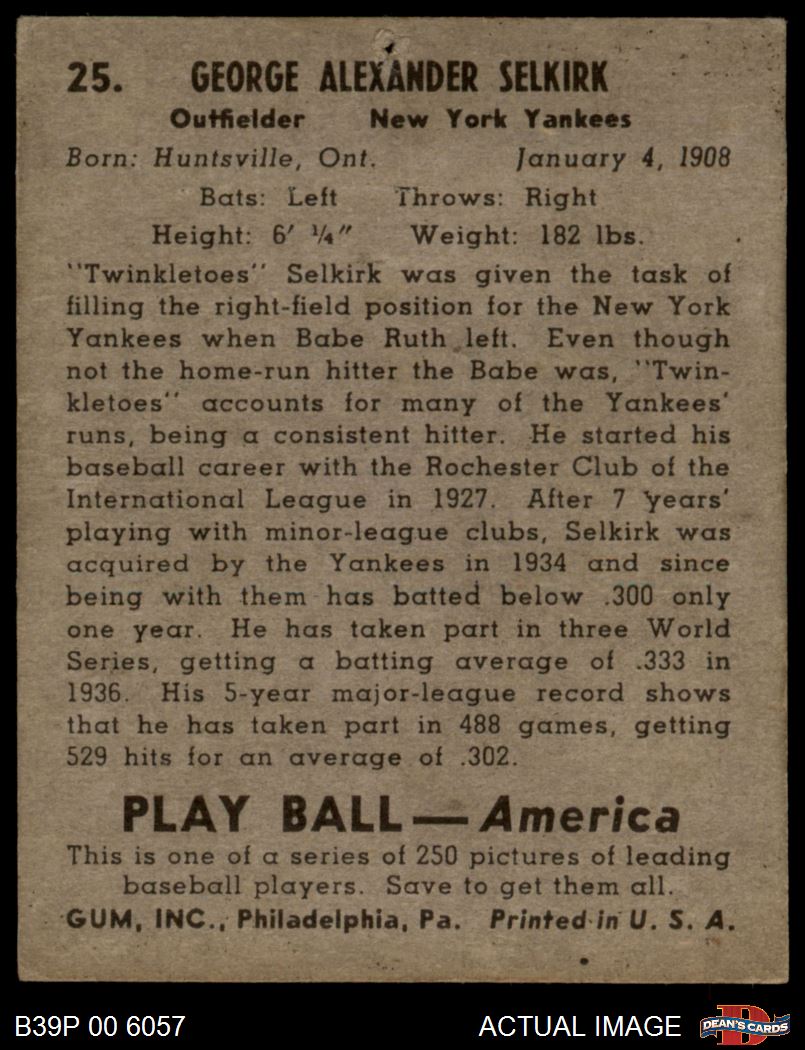 25. GEORGE ALEXANDER SELKIRK
Outfielder New York Yankees
Born: Huntsville, Ont. January 4, 1908
Bats: Left Throws: Right
Height: 6' ¼" Weight: 182 lbs.
"Twinkletoes" Selkirk was given the task of
filling the right-field position for the New York
Yankees when Babe Ruth left. Even though
not the home-run hitter the Babe was, "Twin-
kletoes" accounts for many of the Yankees'
runs, being a consistent hitter. He started his
baseball career with the Rochester Club of the
International League in 1927. After 7 years'
playing with minor-league clubs, Selkirk was
acquired by the Yankees in 1934 and since
being with them has batted below .300 only
one year. He has taken part in three World
Series, getting a batting average of .333 in
1936. His 5-year major-league record shows
that he has taken part in 488 games, getting
529 hits for an average of .302.
PLAY BALL—America
This is one of a series of 250 pictures of leading
baseball players. Save to get them all.
GUM, INC., Philadelphia, Pa. Printed in U. S. A.
B39P 00 6057 ACTUAL IMAGE DEAN'S CARDS